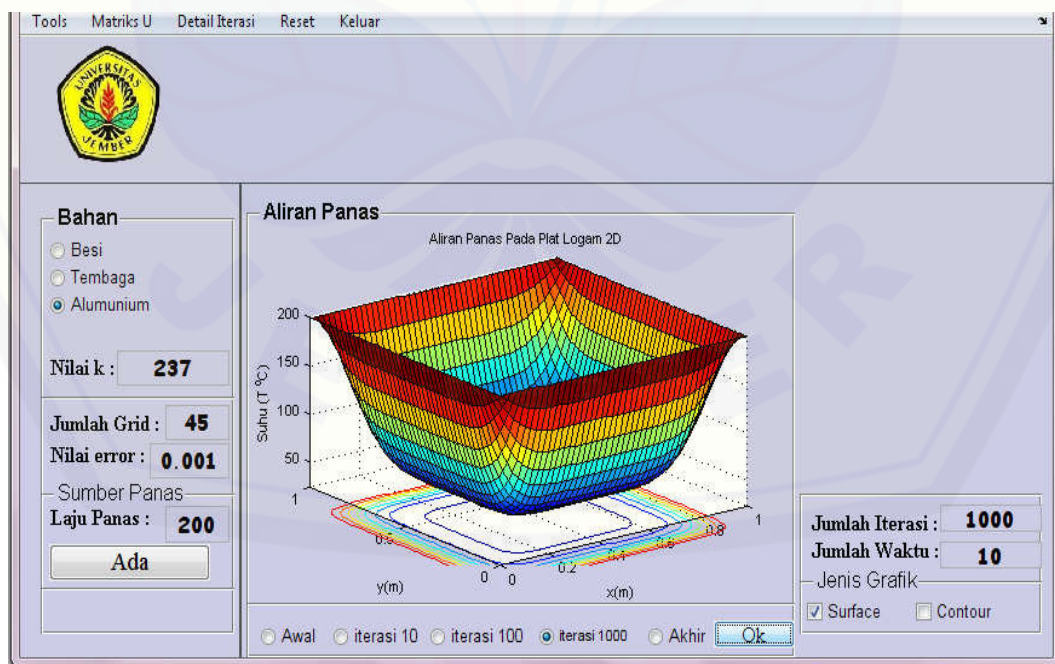 Tools Matriks U Detail Iterasi Reset Keluar
UNIVERSITAS
JEMBER
Bahan
Besi
Tembaga
Alumunium
Nilai k : 237
Jumlah Grid : 45
Nilai error : 0.001
Sumber Panas
Laju Panas : 200
Ada
Aliran Panas
Aliran Panas Pada Plat Logam 2D
200
150
100
50
Suhu (T °C)
1
0.5
0
y(m)
0
0.2
0.4
0.6
0.8
1
x(m)
Awal iterasi 10 iterasi 100 iterasi 1000 Akhir Ok
Jumlah Iterasi : 1000
Jumlah Waktu : 10
Jenis Grafik
Surface Contour
JEMBER